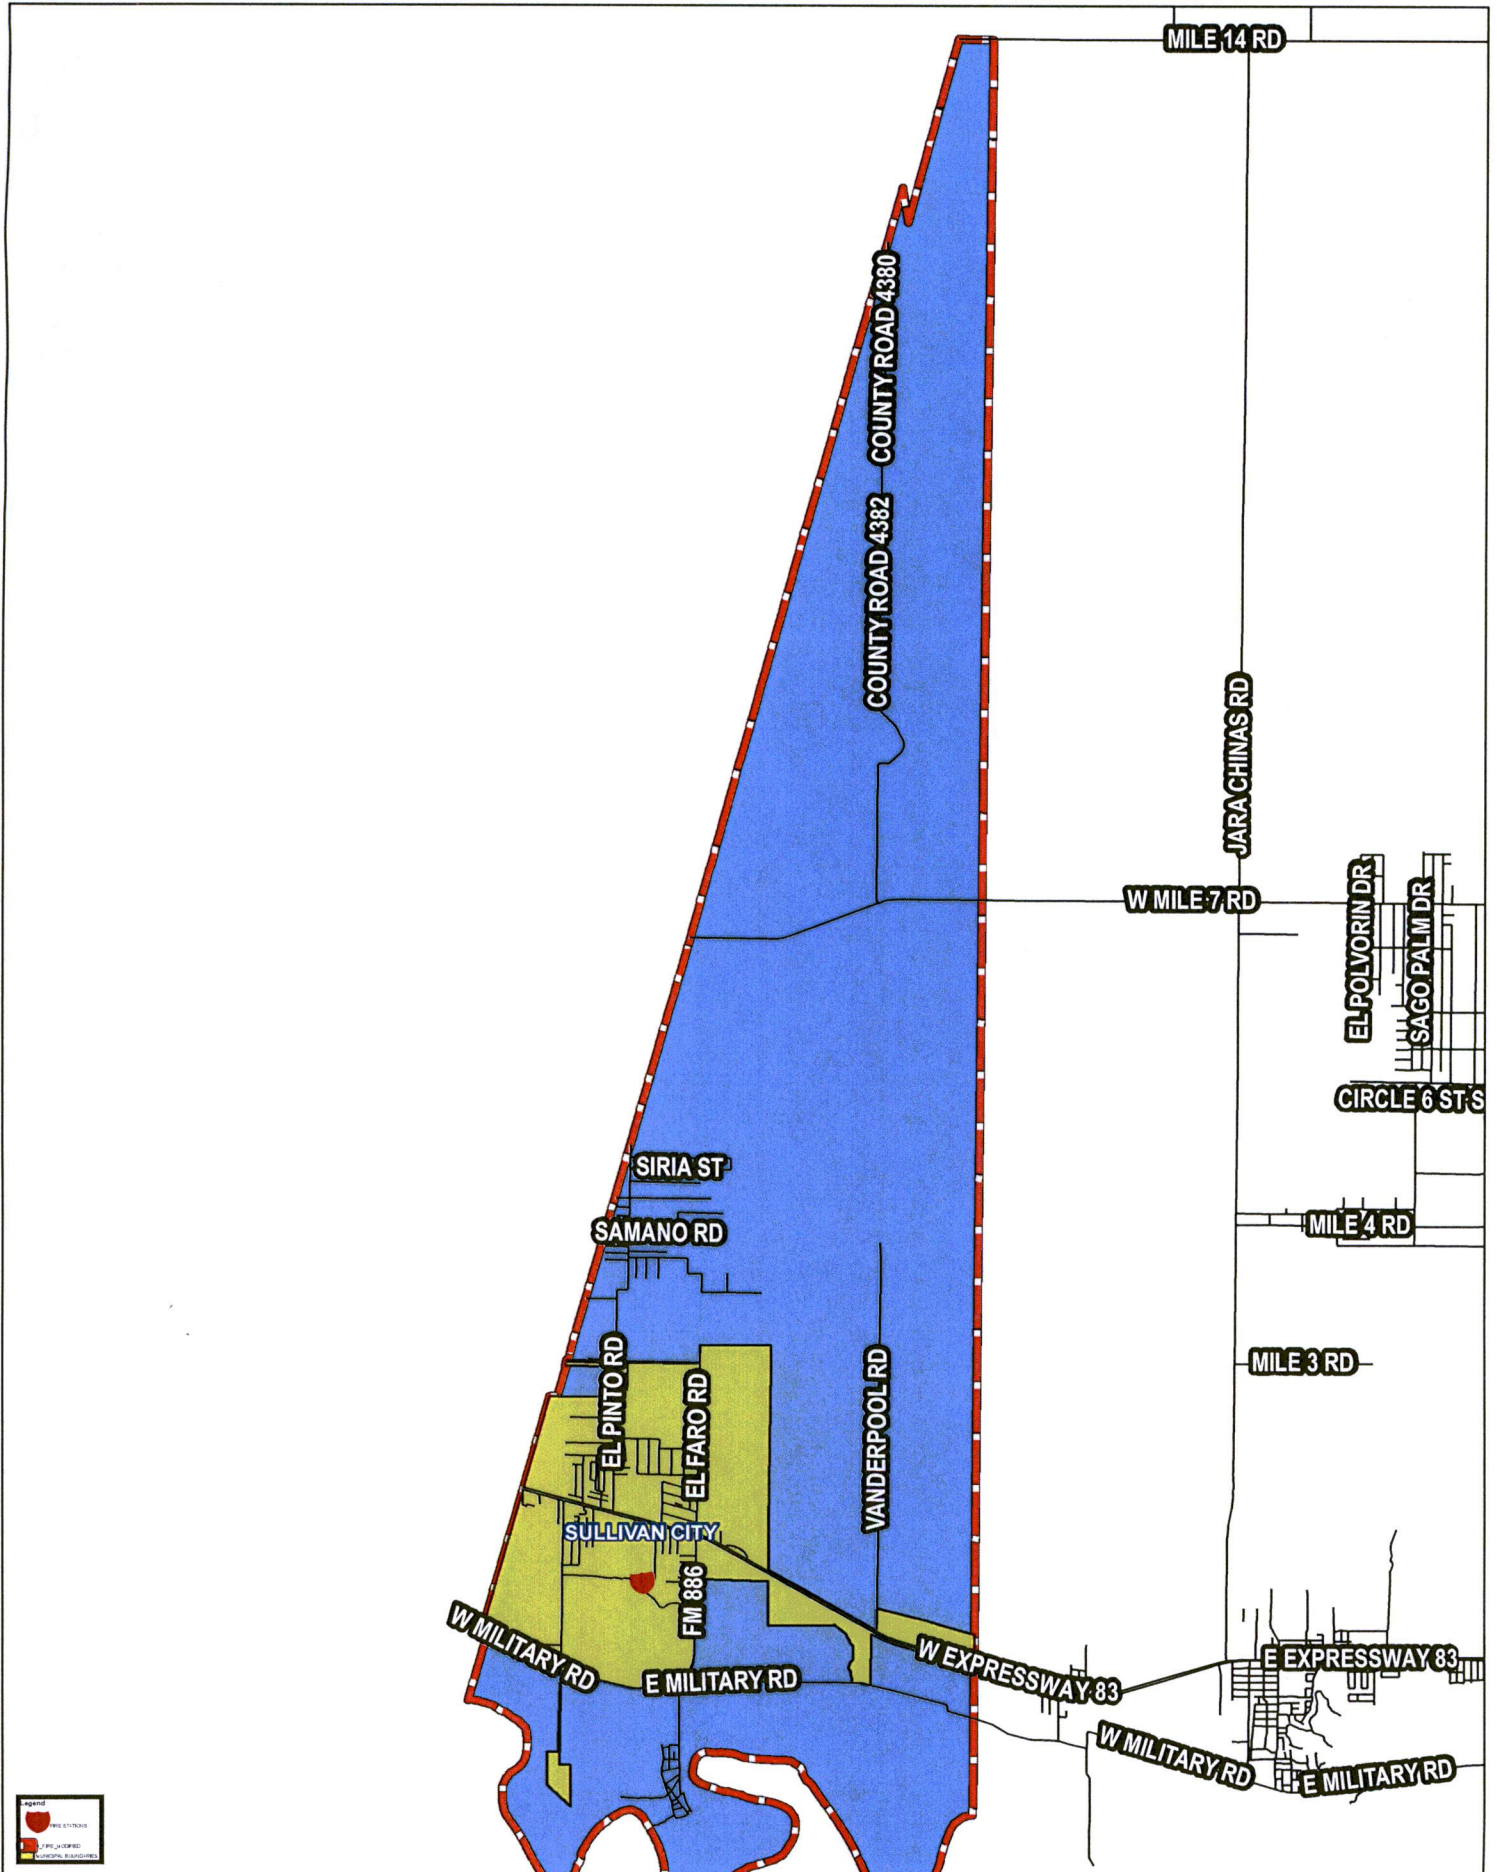 MILE 14 RD
COUNTY ROAD 4380
COUNTY ROAD 4382
JARACHINAS RD
W MILE 7 RD
EL POLVORIN DR
SAGO PALM DR
CIRCLE 6 ST S
SIRIA ST
SAMANO RD
MILE 4 RD
EL PINTO RD
EL FARO RD
VANDERPOOL RD
MILE 3 RD
SULLIVAN CITY
FM 886
W MILITARY RD
E MILITARY RD
W EXPRESSWAY 83
E EXPRESSWAY 83
W MILITARY RD
E MILITARY RD
Legend
FIRE STATIONS
MUNICIPAL BOUNDARIES